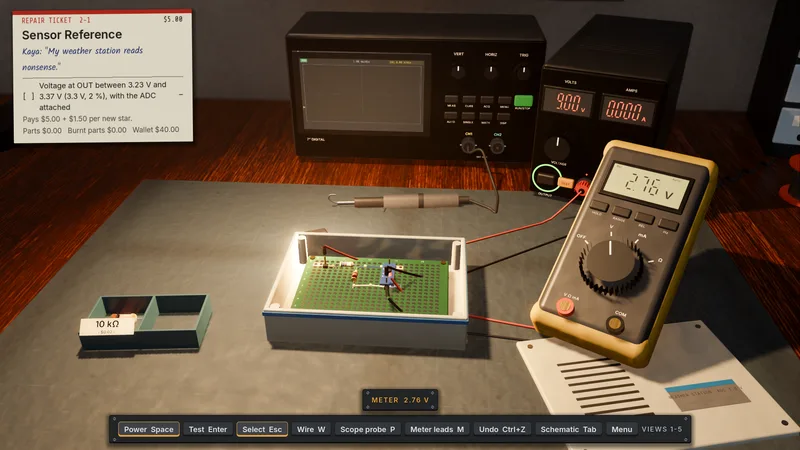 REPAIR TICKET 2-1 $5.00
Sensor Reference
Kaya: "My weather station reads
nonsense."
Voltage at OUT between 3.23 V and
[ ] 3.37 V (3.3 V, 2 %), with the ADC –
attached
Pays $5.00 + $1.50 per new star.
Parts $0.00 Burnt parts $0.00 Wallet $40.00
VERT HORIZ TRIG
CH1 CH2
VOLTS AMPS
9.00 V 0.000 A
VOLTAGE
OUTPUT
2.76 V
OFF V mA Ω
COM
10 kΩ
METER 2.76 V
Power Space Test Enter Select Esc Wire W Scope probe P Meter leads M Undo Ctrl+Z Schematic Tab Menu VIEWS 1-5